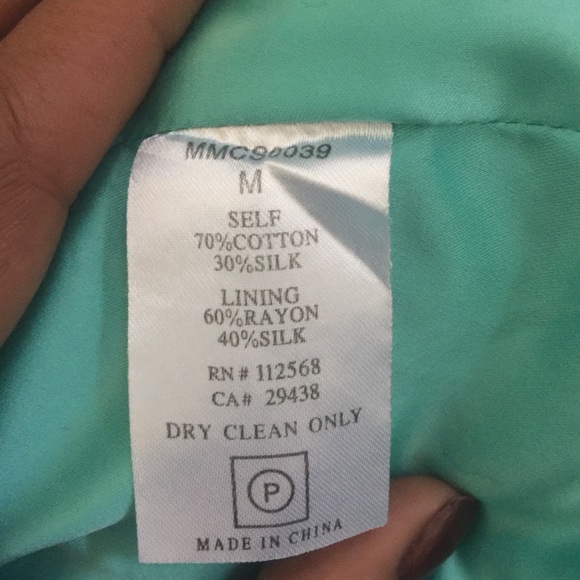 MMC98039
M
SELF
70%COTTON
30%SILK
LINING
60%RAYON
40%SILK
RN # 112568
CA# 29438
DRY CLEAN ONLY
P
MADE IN CHINA